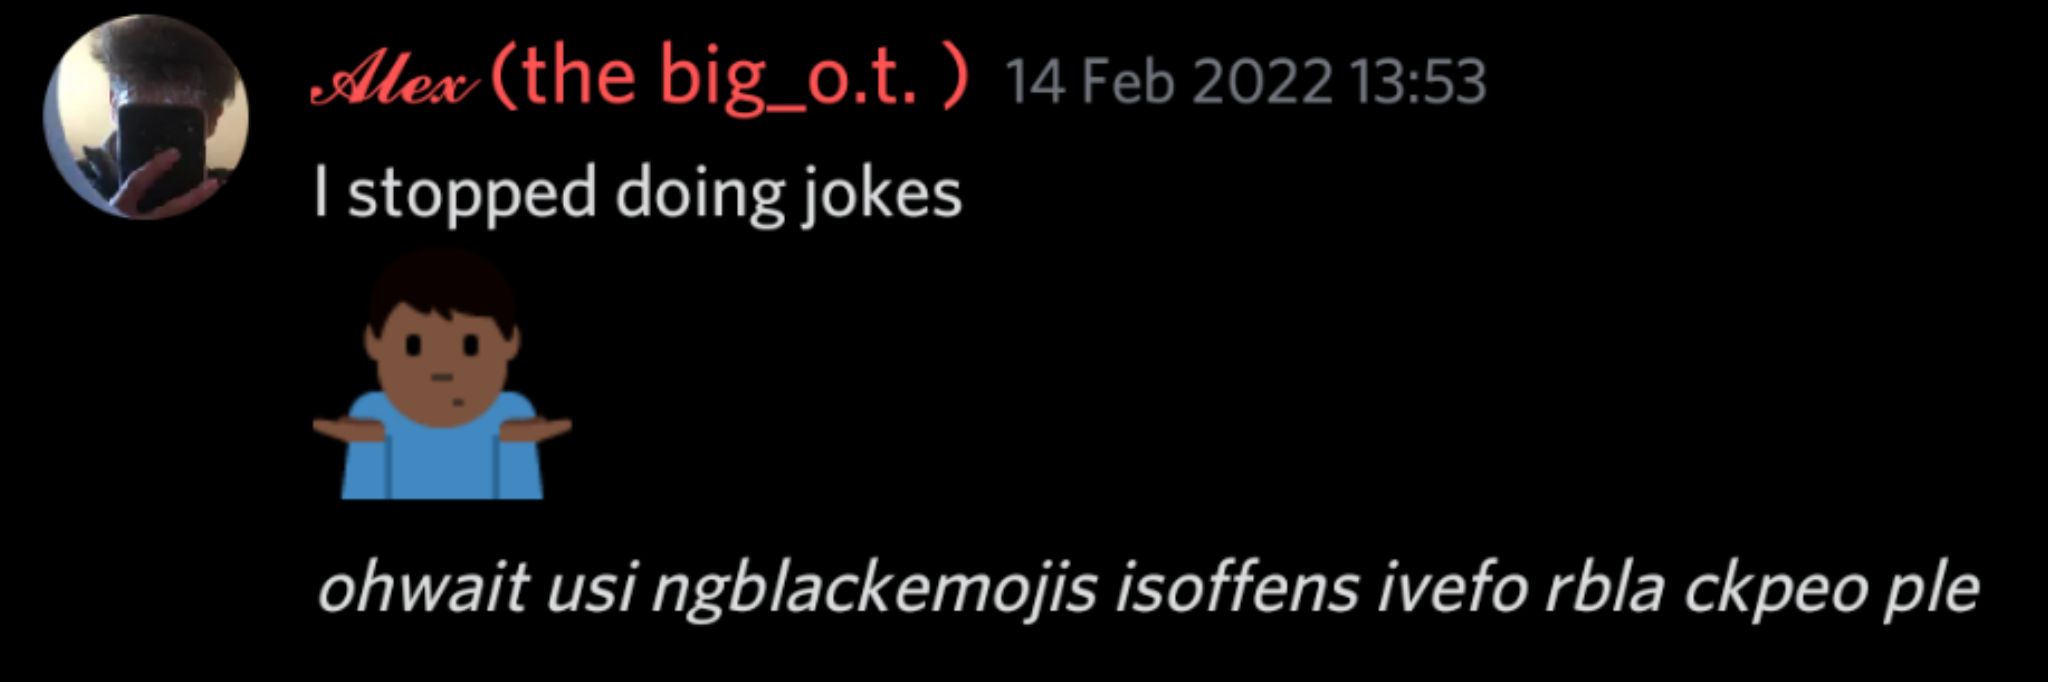 Alex (the big_o.t. ) 14 Feb 2022 13:53
I stopped doing jokes
ohwait usi ngblackemojis isoffens ivefo rbla ckpeo ple